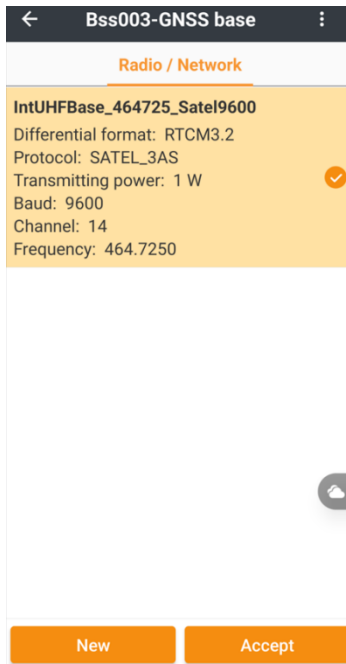 Bss003-GNSS base
Radio / Network
IntUHFBase_464725_Satel9600
Differential format: RTCM3.2
Protocol: SATEL_3AS
Transmitting power: 1 W
Baud: 9600
Channel: 14
Frequency: 464.7250
New
Accept